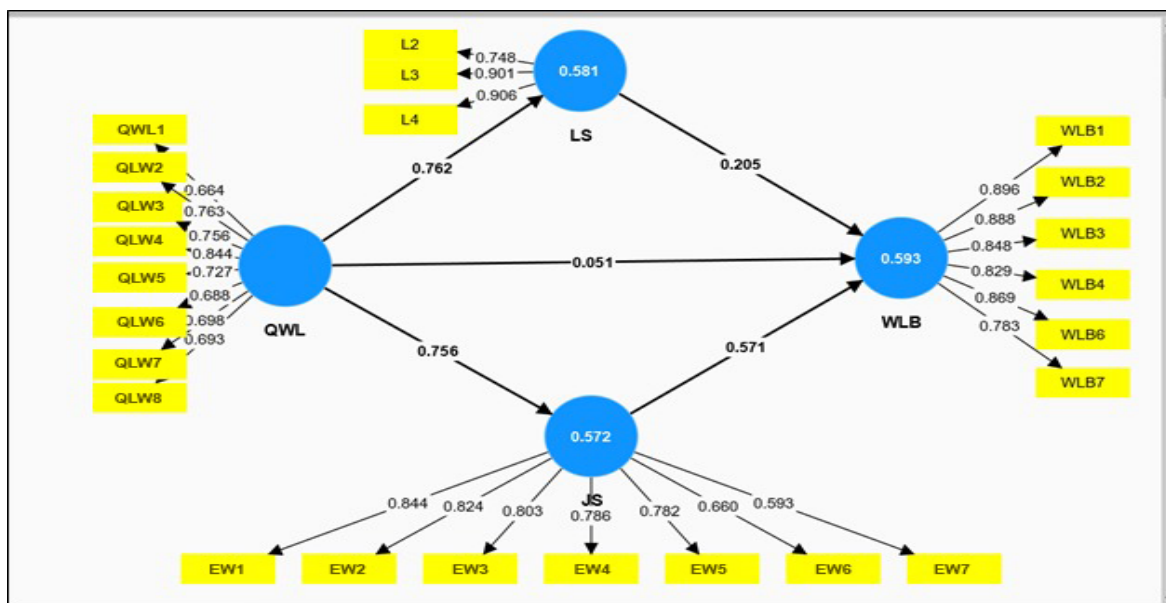 L2
0.748
L3
0.901
L4
0.906
0.581
LS
QWL1
QLW2
QLW3
QLW4
QLW5
QLW6
QLW7
QLW8
0.664
0.763
0.756
0.844
0.727
0.688
0.698
0.693
QWL
0.762
0.205
0.051
0.756
0.571
0.593
WLB
0.896
0.888
0.848
0.829
0.869
0.783
WLB1
WLB2
WLB3
WLB4
WLB6
WLB7
0.572
JS
0.844
0.824
0.803
0.786
0.782
0.660
0.593
EW1
EW2
EW3
EW4
EW5
EW6
EW7